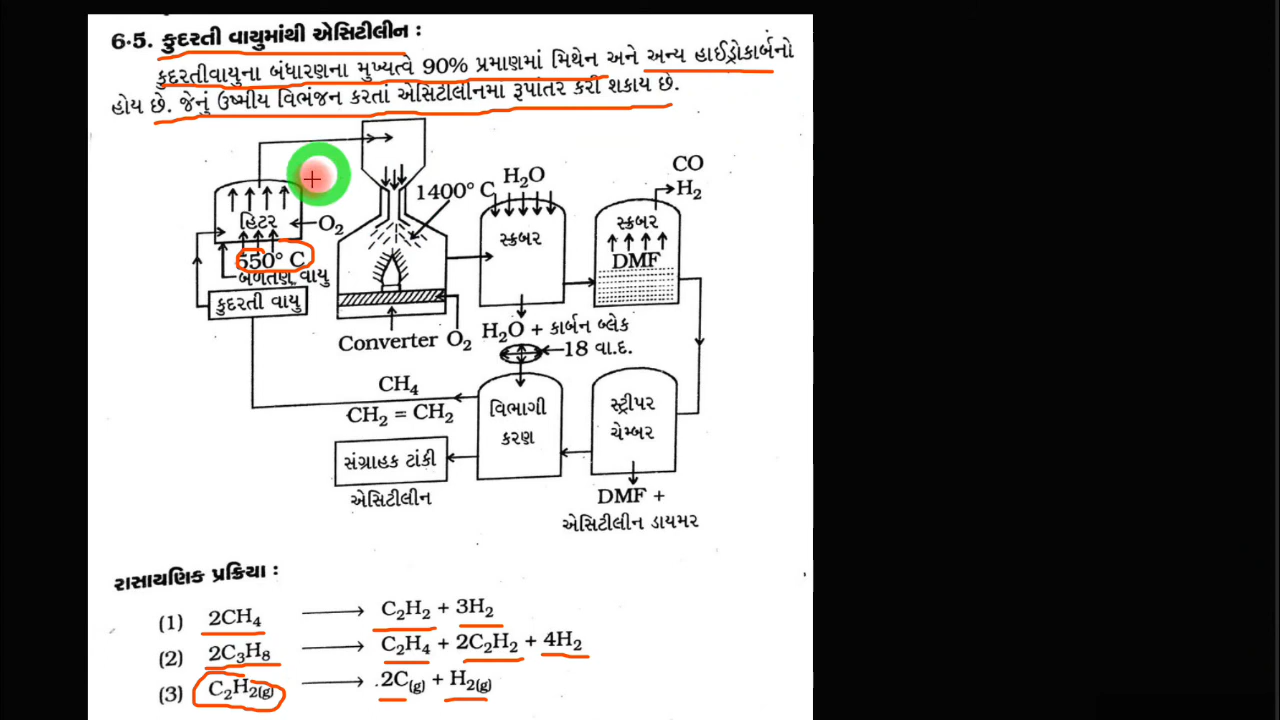 6·5. કુદરતી વાયુમાંથી એસિટીલીન :
કુદરતીવાયુના બંધારણના મુખ્યત્વે 90% પ્રમાણમાં મિથેન અને અન્ય હાઈડ્રોકાર્બનો
હોય છે. જેનું ઉષ્મીય વિભંજન કરતાં એસિટીલીનમા રૂપાંતર કરી શકાય છે.
CO
H₂
H₂O
1400° C
સ્ક્રબર
હિટર
O₂
સ્ક્રબર
DMF
650° C
બળતણ વાયુ
કુદરતી વાયુ
Converter O₂
H₂O + કાર્બન બ્લેક
18 વા.દ.
CH₄
CH₂ = CH₂
વિભાગી
કરણ
સ્ટ્રીપર
ચેમ્બર
સંગ્રાહક ટાંકી
એસિટીલીન
DMF +
એસિટીલીન ડાયમર
રાસાયણિક પ્રક્રિયા :
(1) 2CH₄ ⟶ C₂H₂ + 3H₂
(2) 2C₃H₈ ⟶ C₂H₄ + 2C₂H₂ + 4H₂
(3) C₂H₂(g) ⟶ 2C(g) + H₂(g)